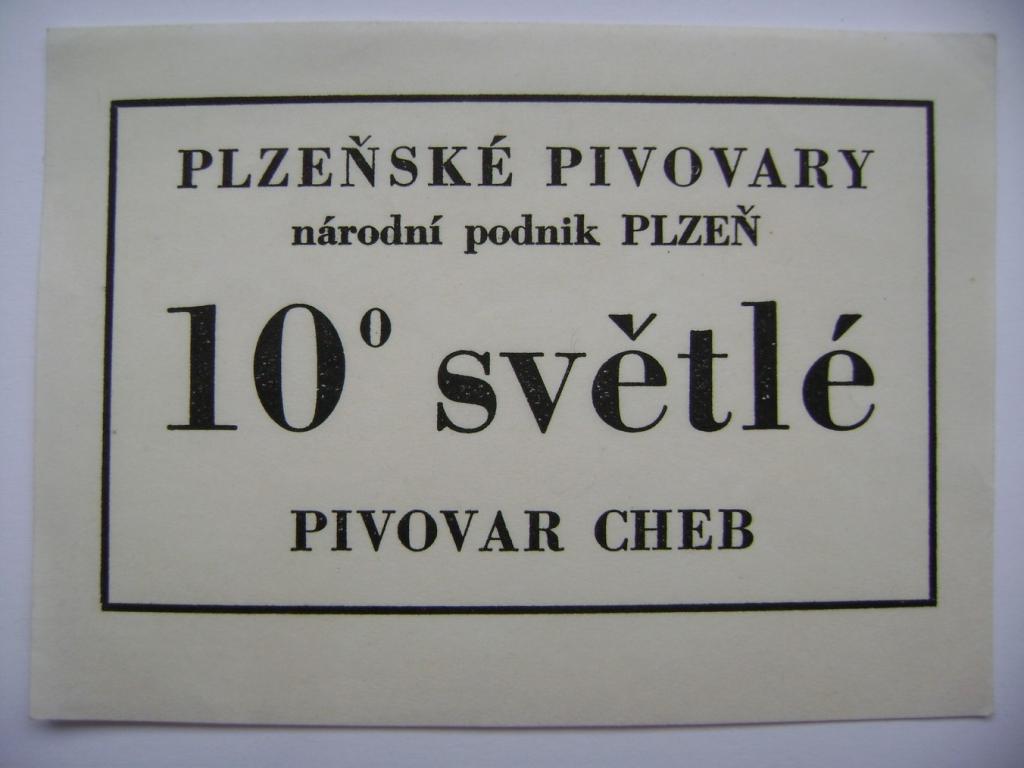 PLZEŇSKÉ PIVOVARY
národní podnik PLZEŇ
10° světlé
PIVOVAR CHEB